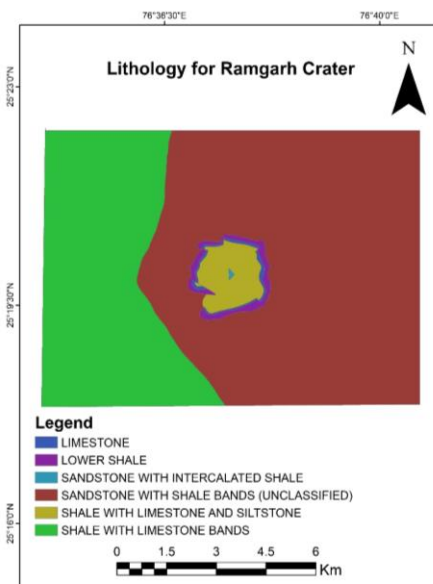 76°36'30"E 76°40'0"E
N
Lithology for Ramgarh Crater
25°23'0"N
25°19'30"N
25°16'0"N
Legend
LIMESTONE
LOWER SHALE
SANDSTONE WITH INTERCALATED SHALE
SANDSTONE WITH SHALE BANDS (UNCLASSIFIED)
SHALE WITH LIMESTONE AND SILTSTONE
SHALE WITH LIMESTONE BANDS
0 1.5 3 4.5 6
Km